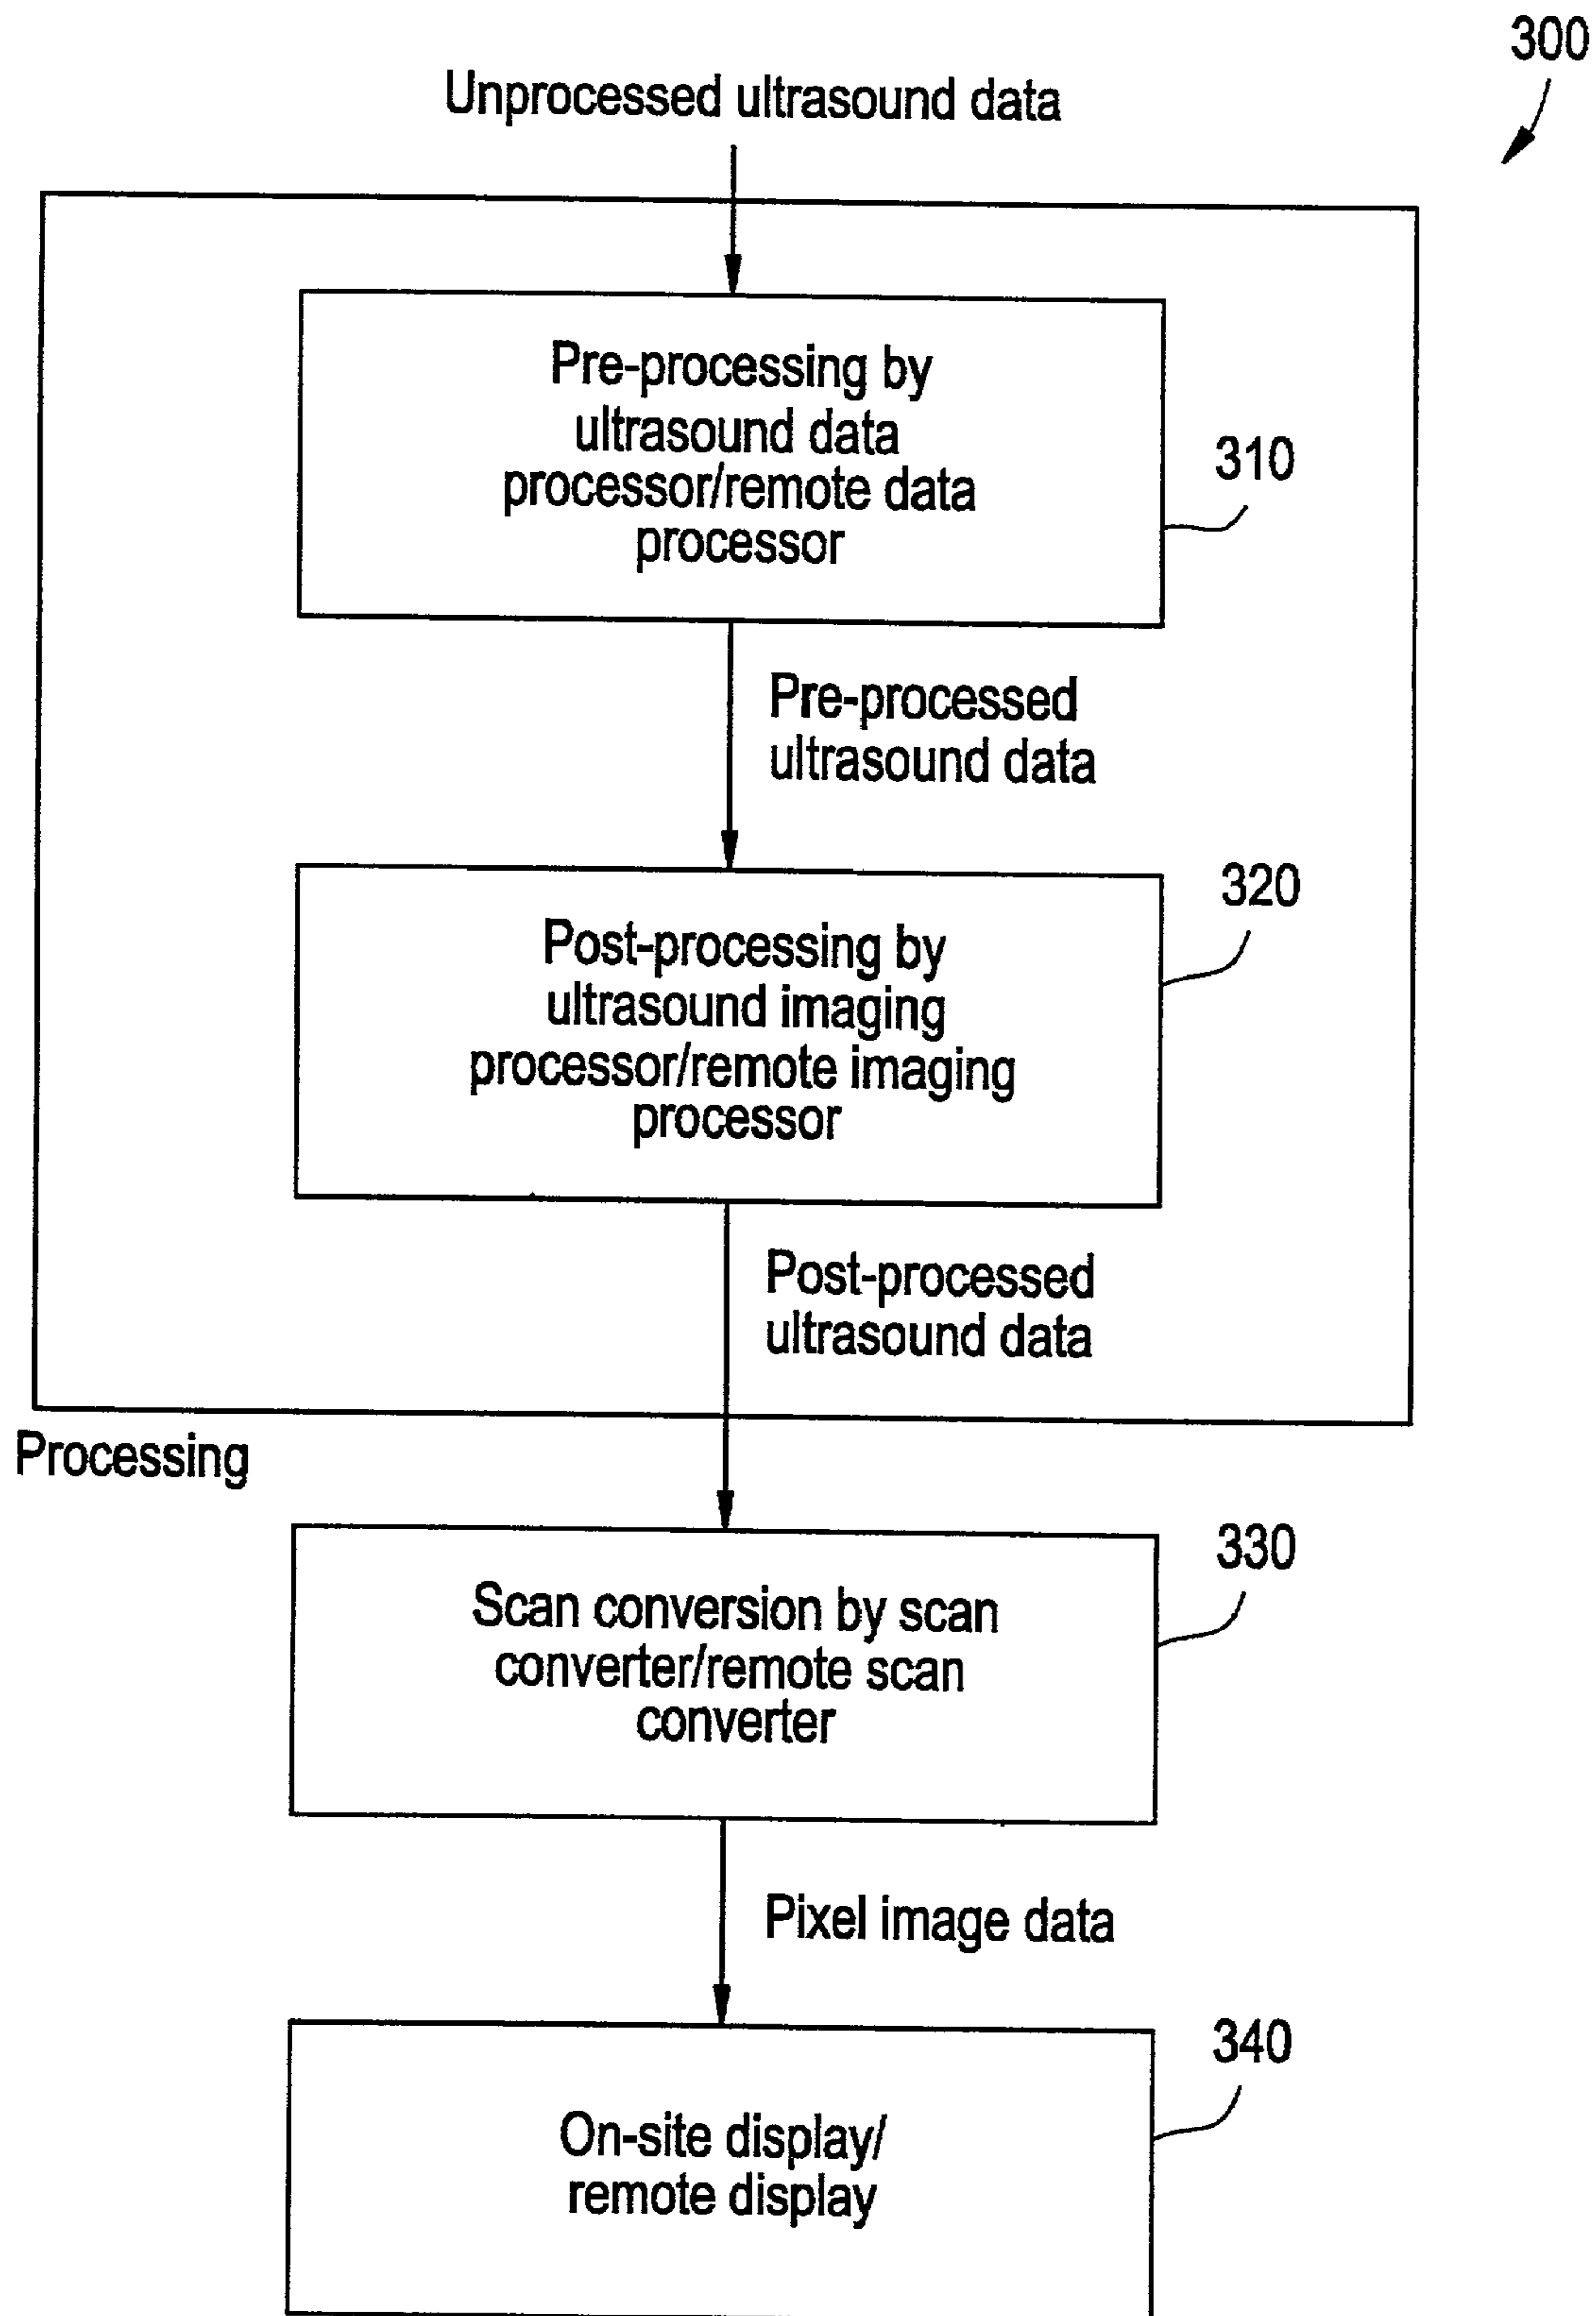 300
Unprocessed ultrasound data
Pre-processing by
ultrasound data
processor/remote data
processor
310
Pre-processed
ultrasound data
320
Post-processing by
ultrasound imaging
processor/remote imaging
processor
Post-processed
ultrasound data
Processing
330
Scan conversion by scan
converter/remote scan
converter
Pixel image data
340
On-site display/
remote display